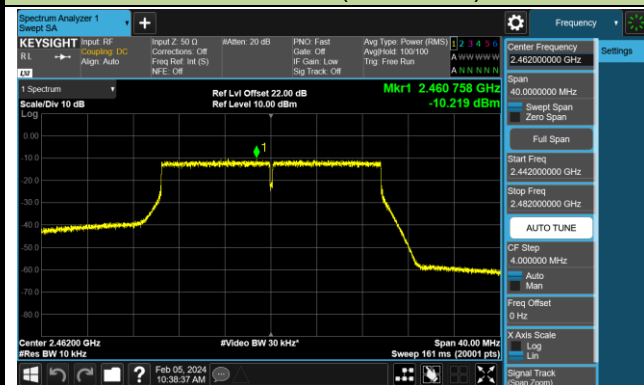 Spectrum Analyzer 1
Swept SA
+
Frequency
KEYSIGHT
RL
LXI
Input: RF
Coupling: DC
Align: Auto
Input Z: 50 Ω
Corrections: Off
Freq Ref: Int (S)
NFE: Off
#Atten: 20 dB
PNO: Fast
Gate: Off
IF Gain: Low
Sig Track: Off
Avg Type: Power (RMS)
Avg|Hold: 100/100
Trig: Free Run
1 2 3 4 5 6
A W W W W W
A N N N N N
Center Frequency
2.462000000 GHz
Settings
Span
40.0000000 MHz
Swept Span
Zero Span
Full Span
Start Freq
2.442000000 GHz
Stop Freq
2.482000000 GHz
AUTO TUNE
CF Step
4.000000 MHz
Auto
Man
Freq Offset
0 Hz
X Axis Scale
Log
Lin
Signal Track
(Span Zoom)
1 Spectrum
Scale/Div 10 dB
Log
Ref Lvl Offset 22.00 dB
Ref Level 10.00 dBm
Mkr1 2.460 758 GHz
-10.219 dBm
1
0.00
-10.0
-20.0
-30.0
-40.0
-50.0
-60.0
-70.0
-80.0
Center 2.46200 GHz
#Res BW 10 kHz
#Video BW 30 kHz*
Span 40.00 MHz
Sweep 161 ms (20001 pts)
?
Feb 05, 2024
10:38:37 AM